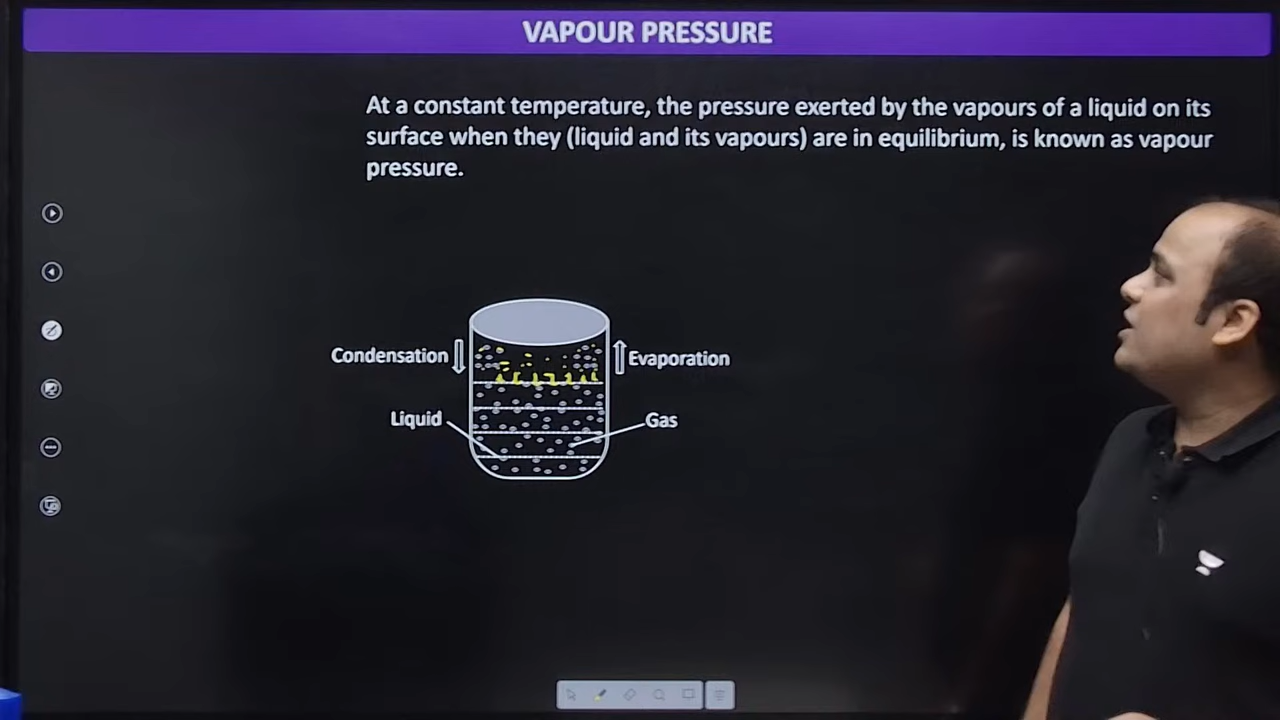 VAPOUR PRESSURE
At a constant temperature, the pressure exerted by the vapours of a liquid on its
surface when they (liquid and its vapours) are in equilibrium, is known as vapour
pressure.
Condensation
Evaporation
Liquid
Gas